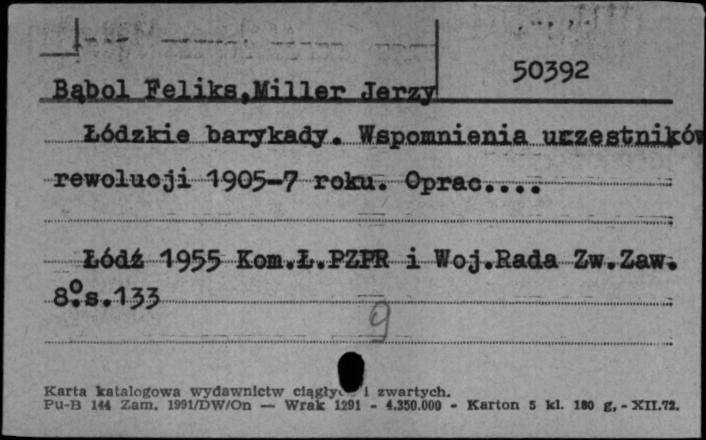 50392
Bąbol Feliks,Miller Jerzy
Łódzkie barykady. Wspomnienia uczestników
rewolucji 1905-7 roku. Oprac....
Łódź 1955 Kom.Ł.PZPR i Woj.Rada Zw.Zaw.
8°.s.133
9
Karta katalogowa wydawnictw ciągłych i zwartych.
Pu-B 144 Zam. 1991/DW/On — Wrak 1291 - 4.350.000 - Karton 5 kl. 180 g, - XII.72.